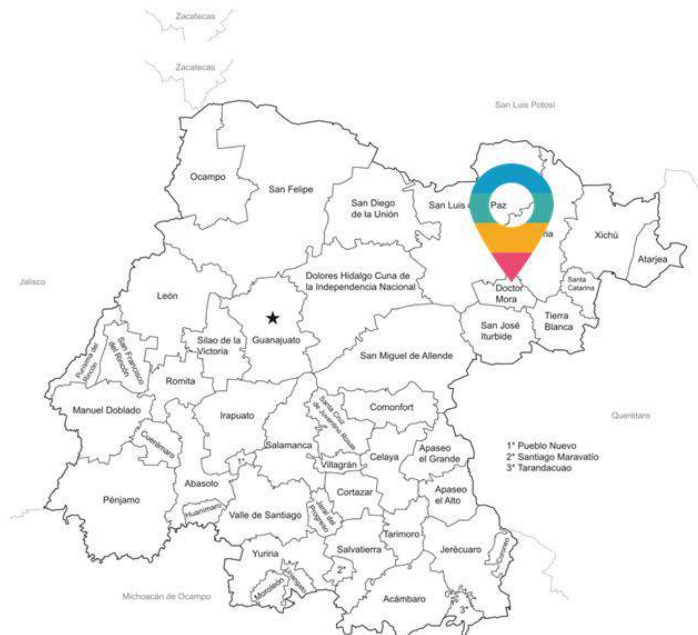 Zacatecas
Zacatecas
San Luis Potosí
Ocampo
San Felipe
San Diego
de la Unión
San Luis
Paz
ria
Xichú
Atarjea
Santa
Catarina
Jalisco
León
Dolores Hidalgo Cuna de
la Independencia Nacional
Doctor
Mora
Tierra
Blanca
San José
Iturbide
Silao de la
Victoria
Guanajuato
San Miguel de Allende
Purísima del
Rincón
San Francisco
del Rincón
Romita
Manuel Doblado
Irapuato
Santa Cruz
de Juventino Rosas
Comonfort
Querétaro
Cuerámaro
Salamanca
Celaya
Apaseo
el Grande
1* Pueblo Nuevo
2* Santiago Maravatío
3* Tarandacuao
Villagrán
1*
Abasolo
Pénjamo
Cortazar
Apaseo
el Alto
Huanímaro
Valle de Santiago
Jaral del
Progreso
Tarimoro
Yuriria
Salvatierra
Jerécuaro
Coroneo
2*
Uriangato
Moroleón
Michoacán de Ocampo
Acámbaro
3*